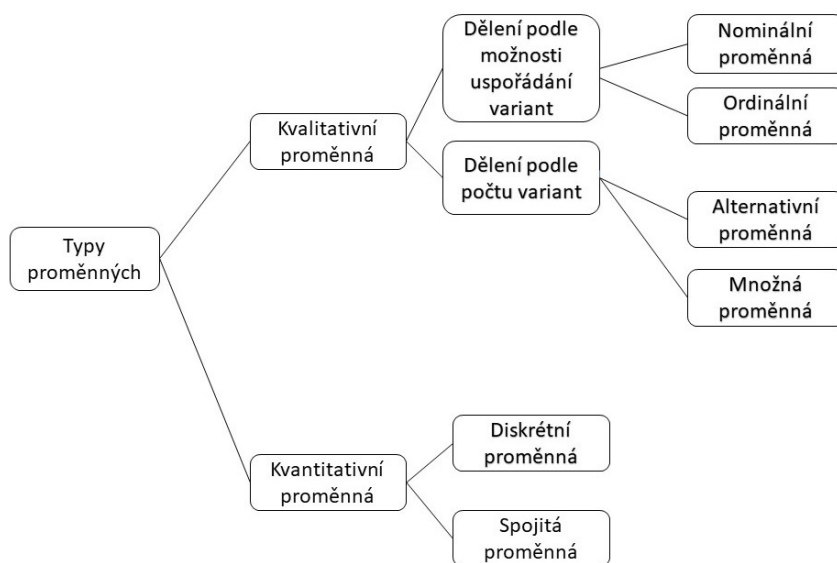 Typy
proměnných
Kvalitativní
proměnná
Dělení podle
možnosti
uspořádání
variant
Nominální
proměnná
Ordinální
proměnná
Dělení podle
počtu variant
Alternativní
proměnná
Množná
proměnná
Kvantitativní
proměnná
Diskrétní
proměnná
Spojitá
proměnná